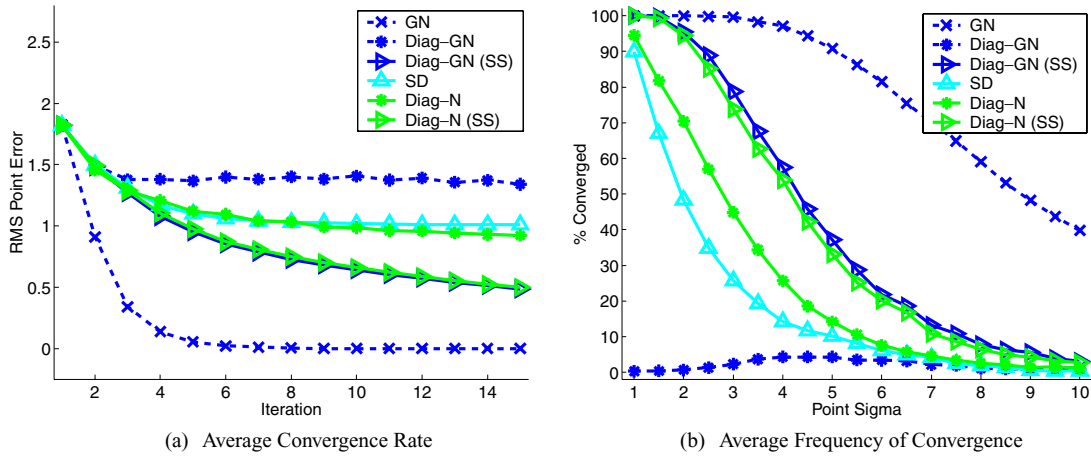 2.5
2
1.5
1
0.5
0
2 4 6 8 10 12 14
RMS Point Error
Iteration
GN
Diag–GN
Diag–GN (SS)
SD
Diag–N
Diag–N (SS)
(a) Average Convergence Rate
100
90
80
70
60
50
40
30
20
10
0
1 2 3 4 5 6 7 8 9 10
% Converged
Point Sigma
GN
Diag–GN
Diag–GN (SS)
SD
Diag–N
Diag–N (SS)
(b) Average Frequency of Convergence